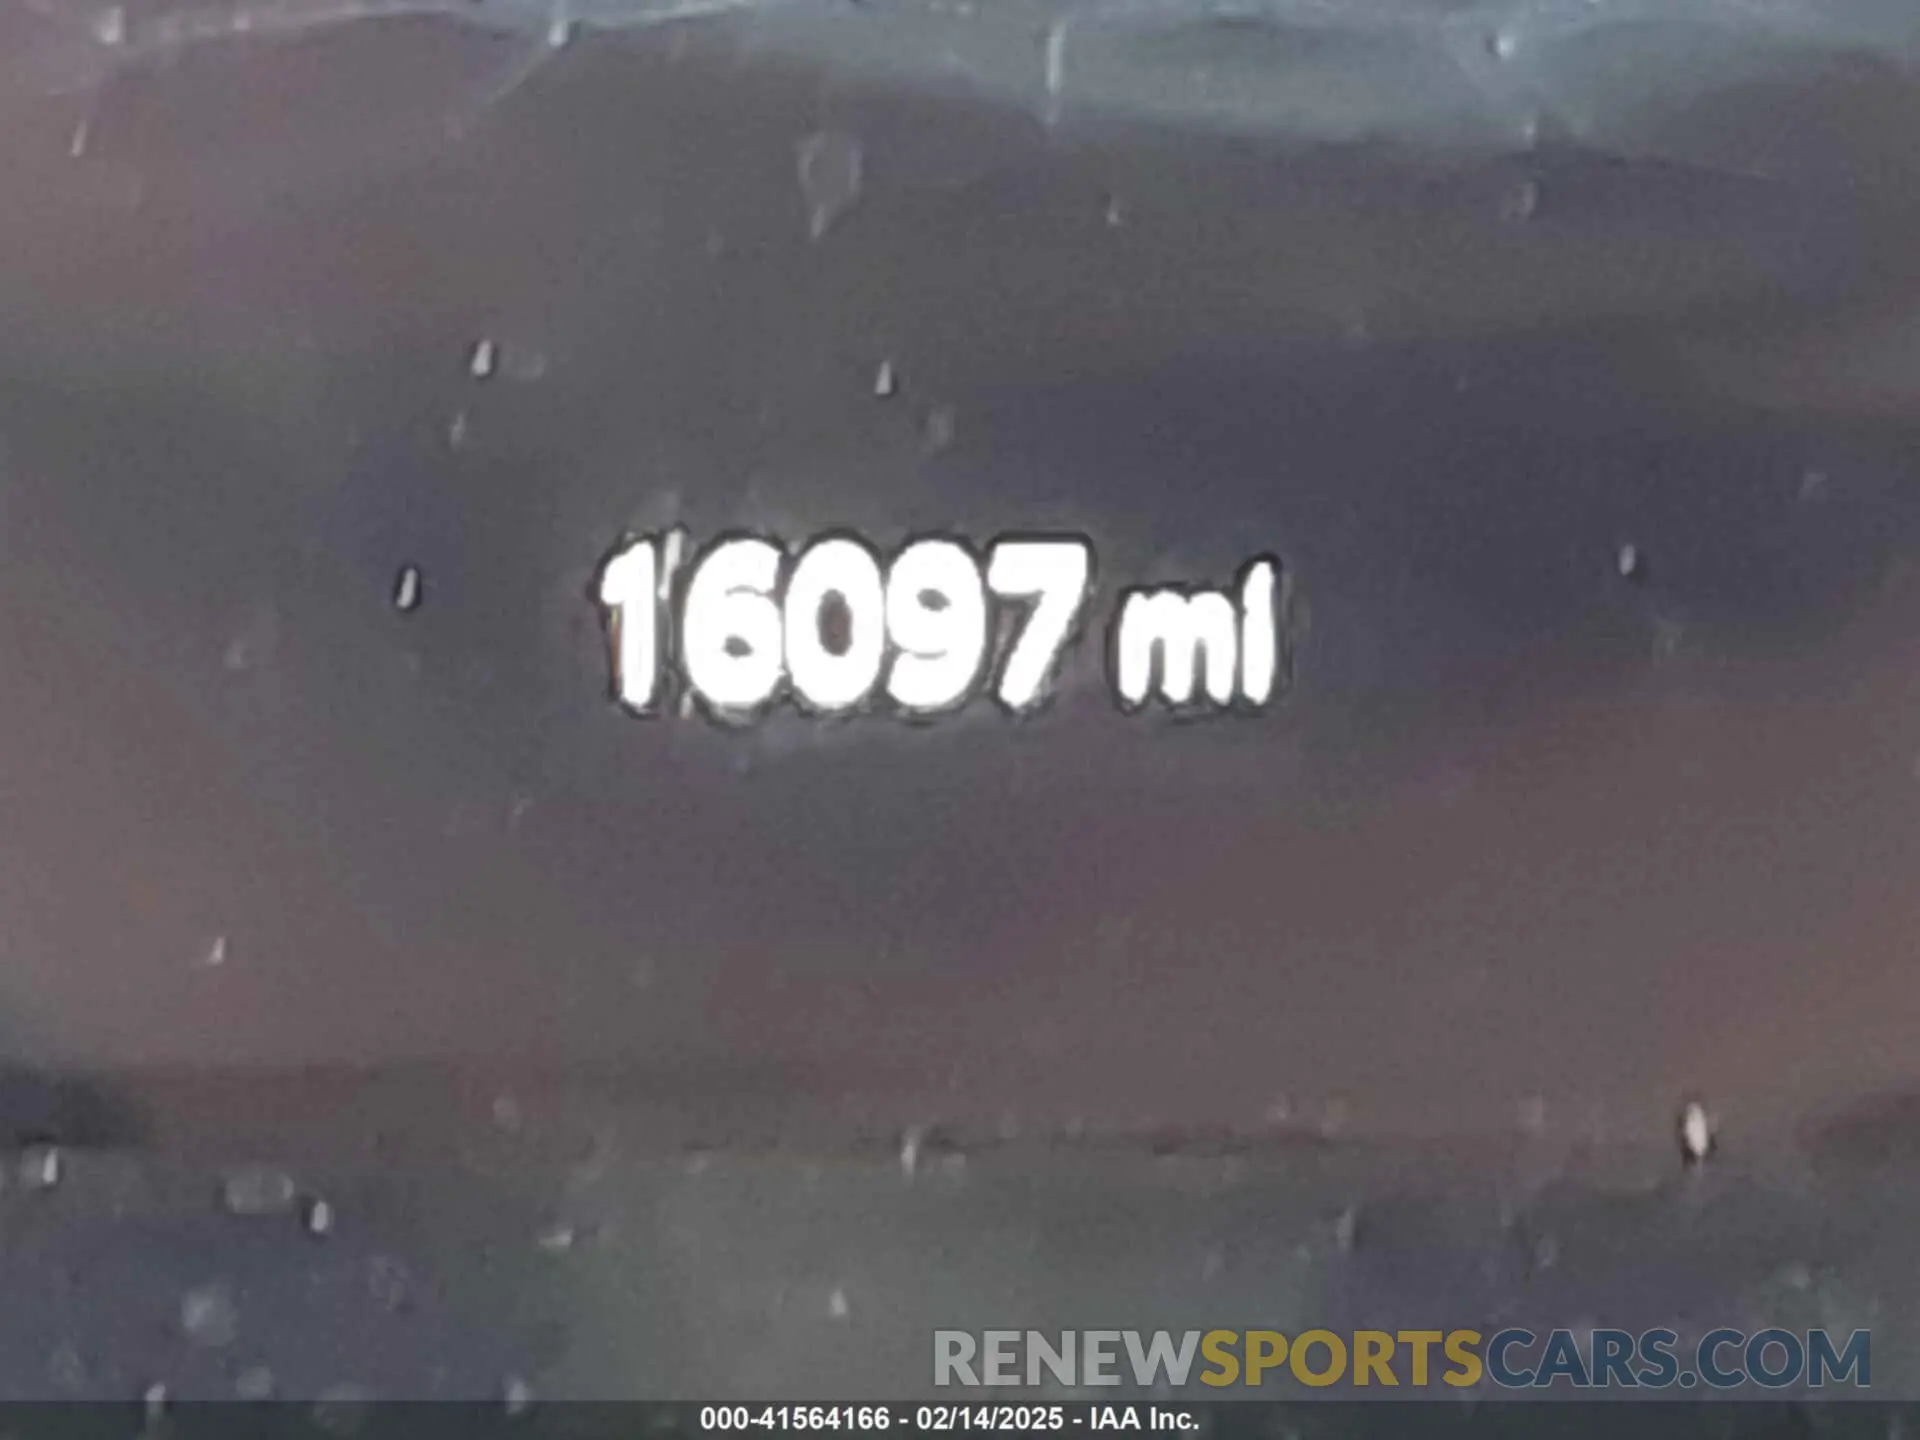 16097 mi
RENEWSPORTSCARS.COM
000-41564166 - 02/14/2025 - IAA Inc.